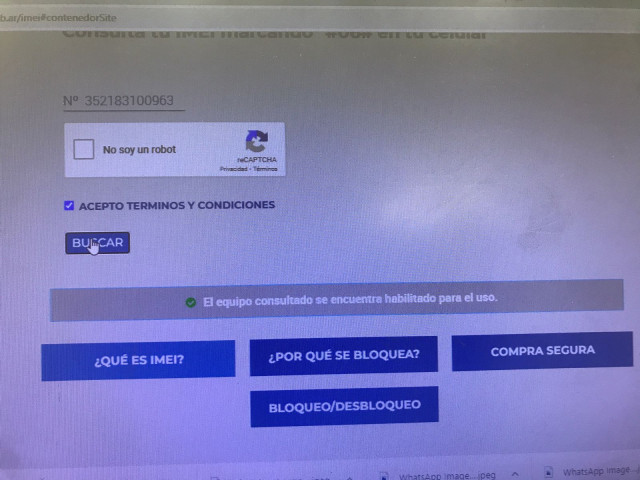 b.ar/imei#contenedorSite
Consulta tu IMEI marcando *#06# en tu celular
Nº 352183100963
No soy un robot
reCAPTCHA
Privacidad - Términos
ACEPTO TERMINOS Y CONDICIONES
BUSCAR
El equipo consultado se encuentra habilitado para el uso.
¿QUÉ ES IMEI?
¿POR QUÉ SE BLOQUEA?
COMPRA SEGURA
BLOQUEO/DESBLOQUEO
WhatsApp Image...jpeg
WhatsApp Image...